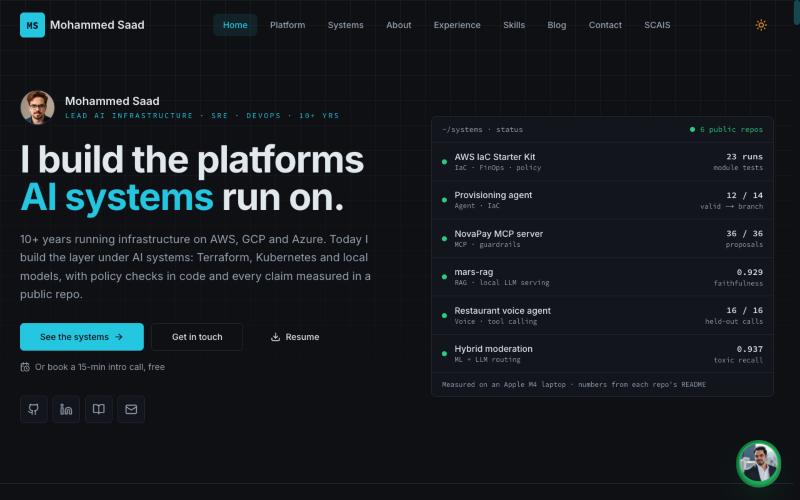 MS Mohammed Saad
Home Platform Systems About Experience Skills Blog Contact SCAIS
Mohammed Saad
LEAD AI INFRASTRUCTURE · SRE · DEVOPS · 10+ YRS
I build the platforms
AI systems run on.
10+ years running infrastructure on AWS, GCP and Azure. Today I
build the layer under AI systems: Terraform, Kubernetes and local
models, with policy checks in code and every claim measured in a
public repo.
See the systems →
Get in touch
Resume
Or book a 15-min intro call, free
~/systems · status
6 public repos
AWS IaC Starter Kit
IaC · FinOps · policy
23 runs
module tests
Provisioning agent
Agent · IaC
12 / 14
valid → branch
NovaPay MCP server
MCP · guardrails
36 / 36
proposals
mars-rag
RAG · local LLM serving
0.929
faithfulness
Restaurant voice agent
Voice · tool calling
16 / 16
held-out calls
Hybrid moderation
ML + LLM routing
0.937
toxic recall
Measured on an Apple M4 laptop · numbers from each repo's README